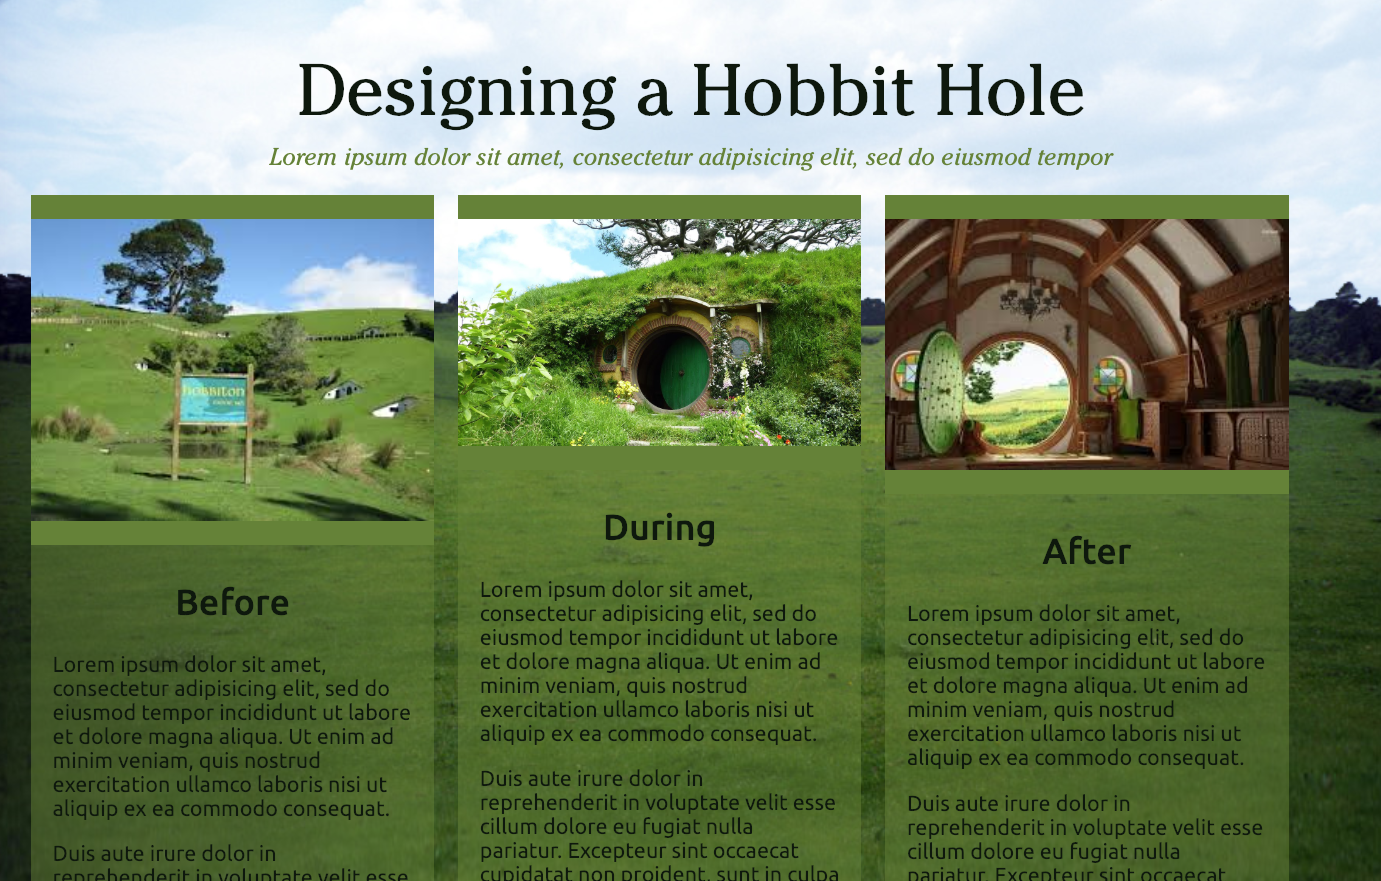 Designing a Hobbit Hole
Lorem ipsum dolor sit amet, consectetur adipisicing elit, sed do eiusmod tempor
HOBBITON
Before
Lorem ipsum dolor sit amet,
consectetur adipisicing elit, sed do
eiusmod tempor incididunt ut labore
et dolore magna aliqua. Ut enim ad
minim veniam, quis nostrud
exercitation ullamco laboris nisi ut
aliquip ex ea commodo consequat.
Duis aute irure dolor in
reprehenderit in voluptate velit esse
During
Lorem ipsum dolor sit amet,
consectetur adipisicing elit, sed do
eiusmod tempor incididunt ut labore
et dolore magna aliqua. Ut enim ad
minim veniam, quis nostrud
exercitation ullamco laboris nisi ut
aliquip ex ea commodo consequat.
Duis aute irure dolor in
reprehenderit in voluptate velit esse
cillum dolore eu fugiat nulla
pariatur. Excepteur sint occaecat
cupidatat non proident, sunt in culpa
After
Lorem ipsum dolor sit amet,
consectetur adipisicing elit, sed do
eiusmod tempor incididunt ut labore
et dolore magna aliqua. Ut enim ad
minim veniam, quis nostrud
exercitation ullamco laboris nisi ut
aliquip ex ea commodo consequat.
Duis aute irure dolor in
reprehenderit in voluptate velit esse
cillum dolore eu fugiat nulla
pariatur. Excepteur sint occaecat